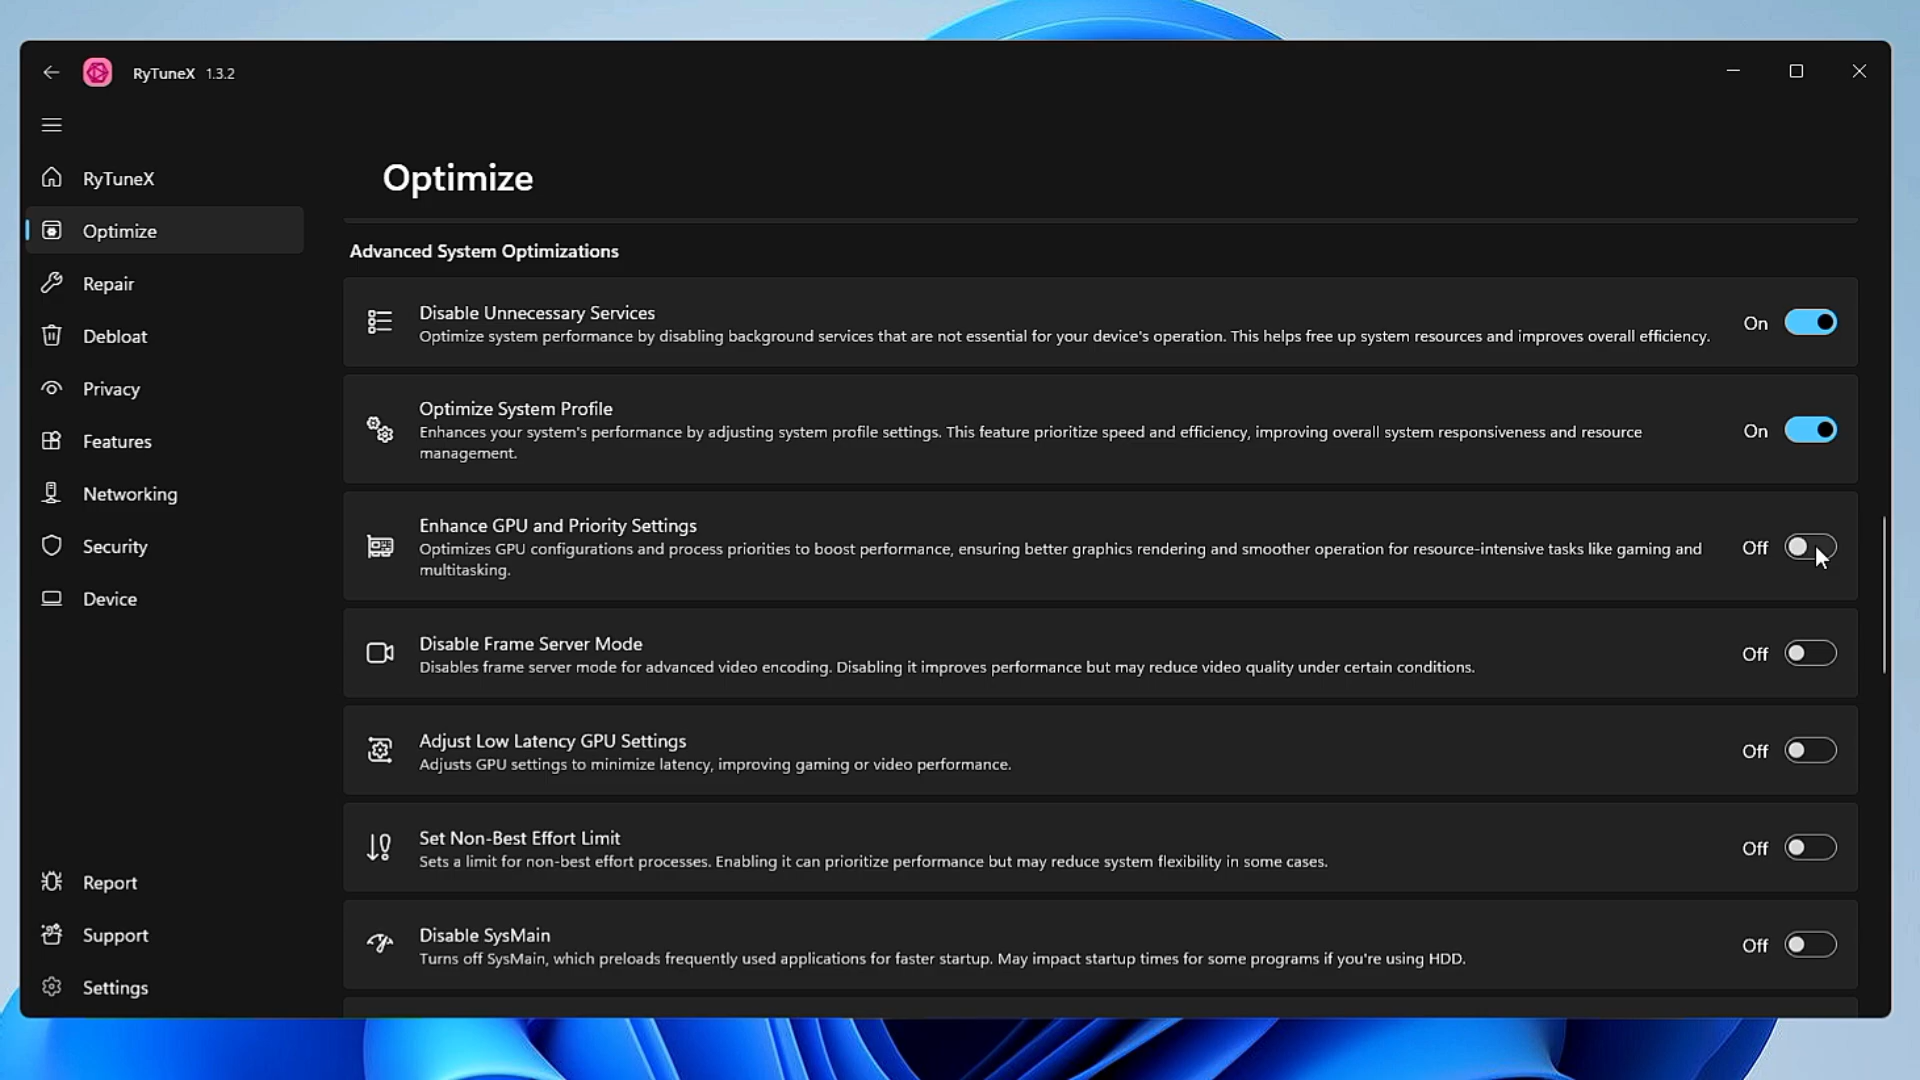 RyTuneX 1.3.2
RyTuneX
Optimize
Repair
Debloat
Privacy
Features
Networking
Security
Device
Report
Support
Settings
Optimize
Advanced System Optimizations
Disable Unnecessary Services
Optimize system performance by disabling background services that are not essential for your device's operation. This helps free up system resources and improves overall efficiency.
On
Optimize System Profile
Enhances your system's performance by adjusting system profile settings. This feature prioritize speed and efficiency, improving overall system responsiveness and resource
management.
On
Enhance GPU and Priority Settings
Optimizes GPU configurations and process priorities to boost performance, ensuring better graphics rendering and smoother operation for resource-intensive tasks like gaming and
multitasking.
Off
Disable Frame Server Mode
Disables frame server mode for advanced video encoding. Disabling it improves performance but may reduce video quality under certain conditions.
Off
Adjust Low Latency GPU Settings
Adjusts GPU settings to minimize latency, improving gaming or video performance.
Off
Set Non-Best Effort Limit
Sets a limit for non-best effort processes. Enabling it can prioritize performance but may reduce system flexibility in some cases.
Off
Disable SysMain
Turns off SysMain, which preloads frequently used applications for faster startup. May impact startup times for some programs if you're using HDD.
Off